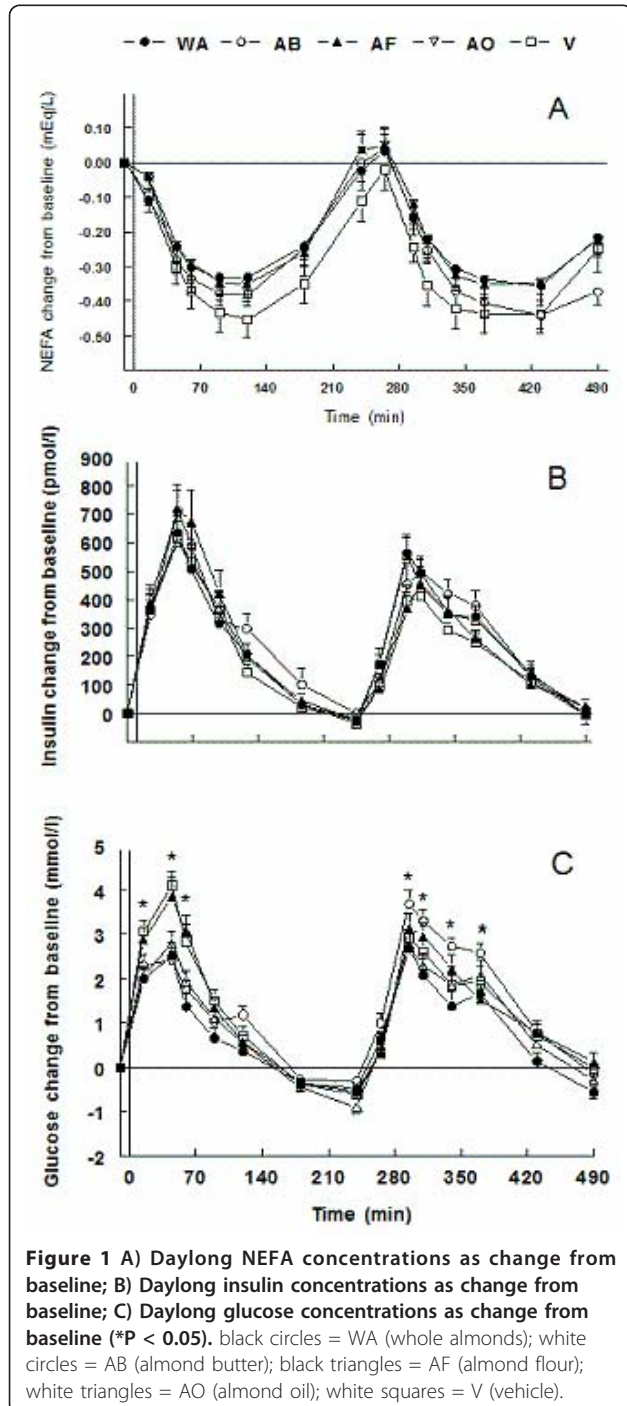 WA AB AF AO V
A
NEFA change from baseline (mEq/L)
0.10
0.00
-0.10
-0.20
-0.30
-0.40
-0.50
0 70 140 210 280 350 420 490
Time (min)
B
Insulin change from baseline (pmol/l)
900
800
700
600
500
400
300
200
100
0
C
Glucose change from baseline (mmol/l)
5
4
3
2
1
0
-1
-2
* * * * * * *
0 70 140 210 280 350 420 490
Time (min)
Figure 1 A) Daylong NEFA concentrations as change from
baseline; B) Daylong insulin concentrations as change from
baseline; C) Daylong glucose concentrations as change from
baseline (*P < 0.05). black circles = WA (whole almonds); white
circles = AB (almond butter); black triangles = AF (almond flour);
white triangles = AO (almond oil); white squares = V (vehicle).